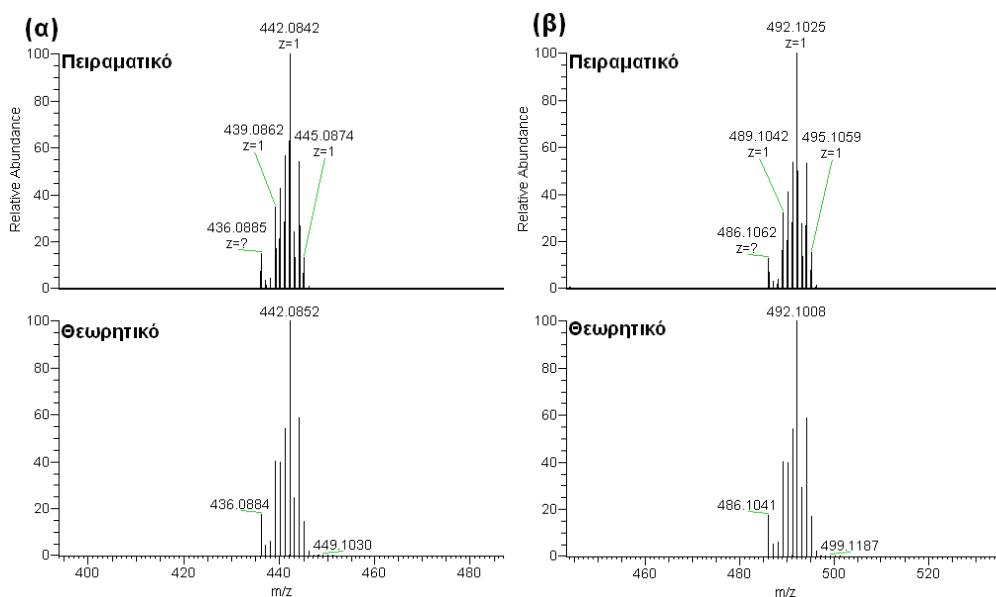 (α)
Πειραματικό
442.0842
z=1
439.0862
z=1
445.0874
z=1
436.0885
z=?
Relative Abundance
100
80
60
40
20
0
Θεωρητικό
442.0852
436.0884
449.1030
100
80
60
40
20
0
400
420
440
460
480
m/z
(β)
Πειραματικό
492.1025
z=1
489.1042
z=1
495.1059
z=1
486.1062
z=?
Relative Abundance
100
80
60
40
20
0
Θεωρητικό
492.1008
486.1041
499.1187
100
80
60
40
20
0
460
480
500
520
m/z